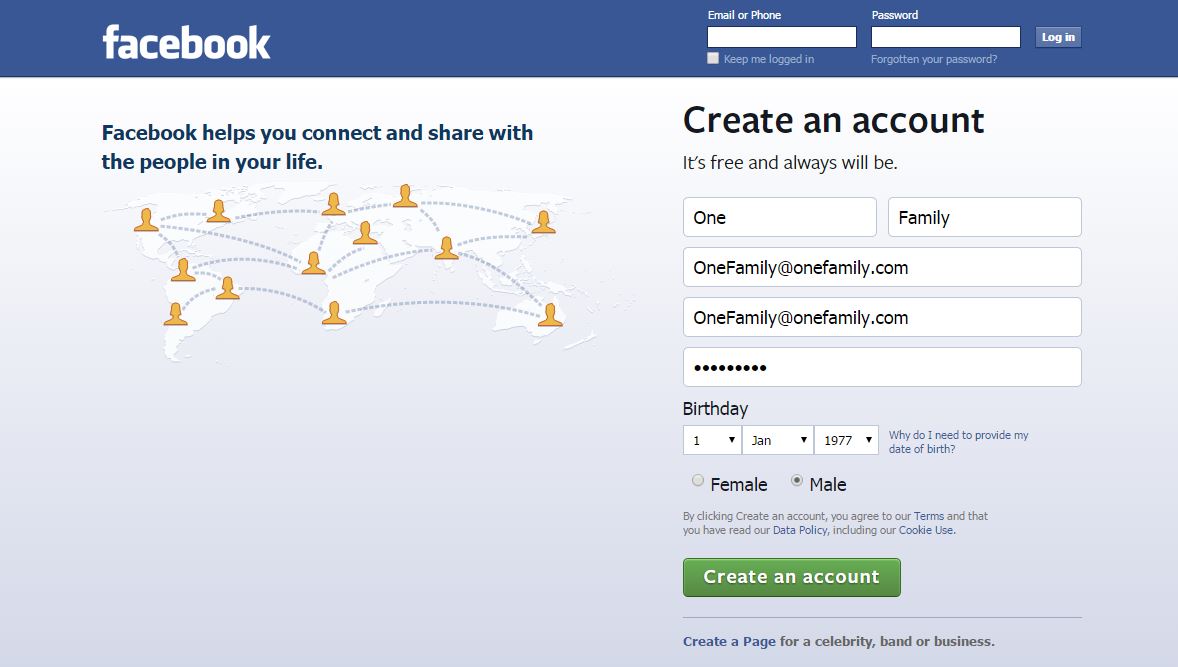 facebook
Email or Phone
Password
Log in
Keep me logged in
Forgotten your password?
Facebook helps you connect and share with
the people in your life.
Create an account
It's free and always will be.
One
Family
OneFamily@onefamily.com
OneFamily@onefamily.com
•••••••••
Birthday
1
Jan
1977
Why do I need to provide my
date of birth?
Female
Male
By clicking Create an account, you agree to our Terms and that
you have read our Data Policy, including our Cookie Use.
Create an account
Create a Page for a celebrity, band or business.